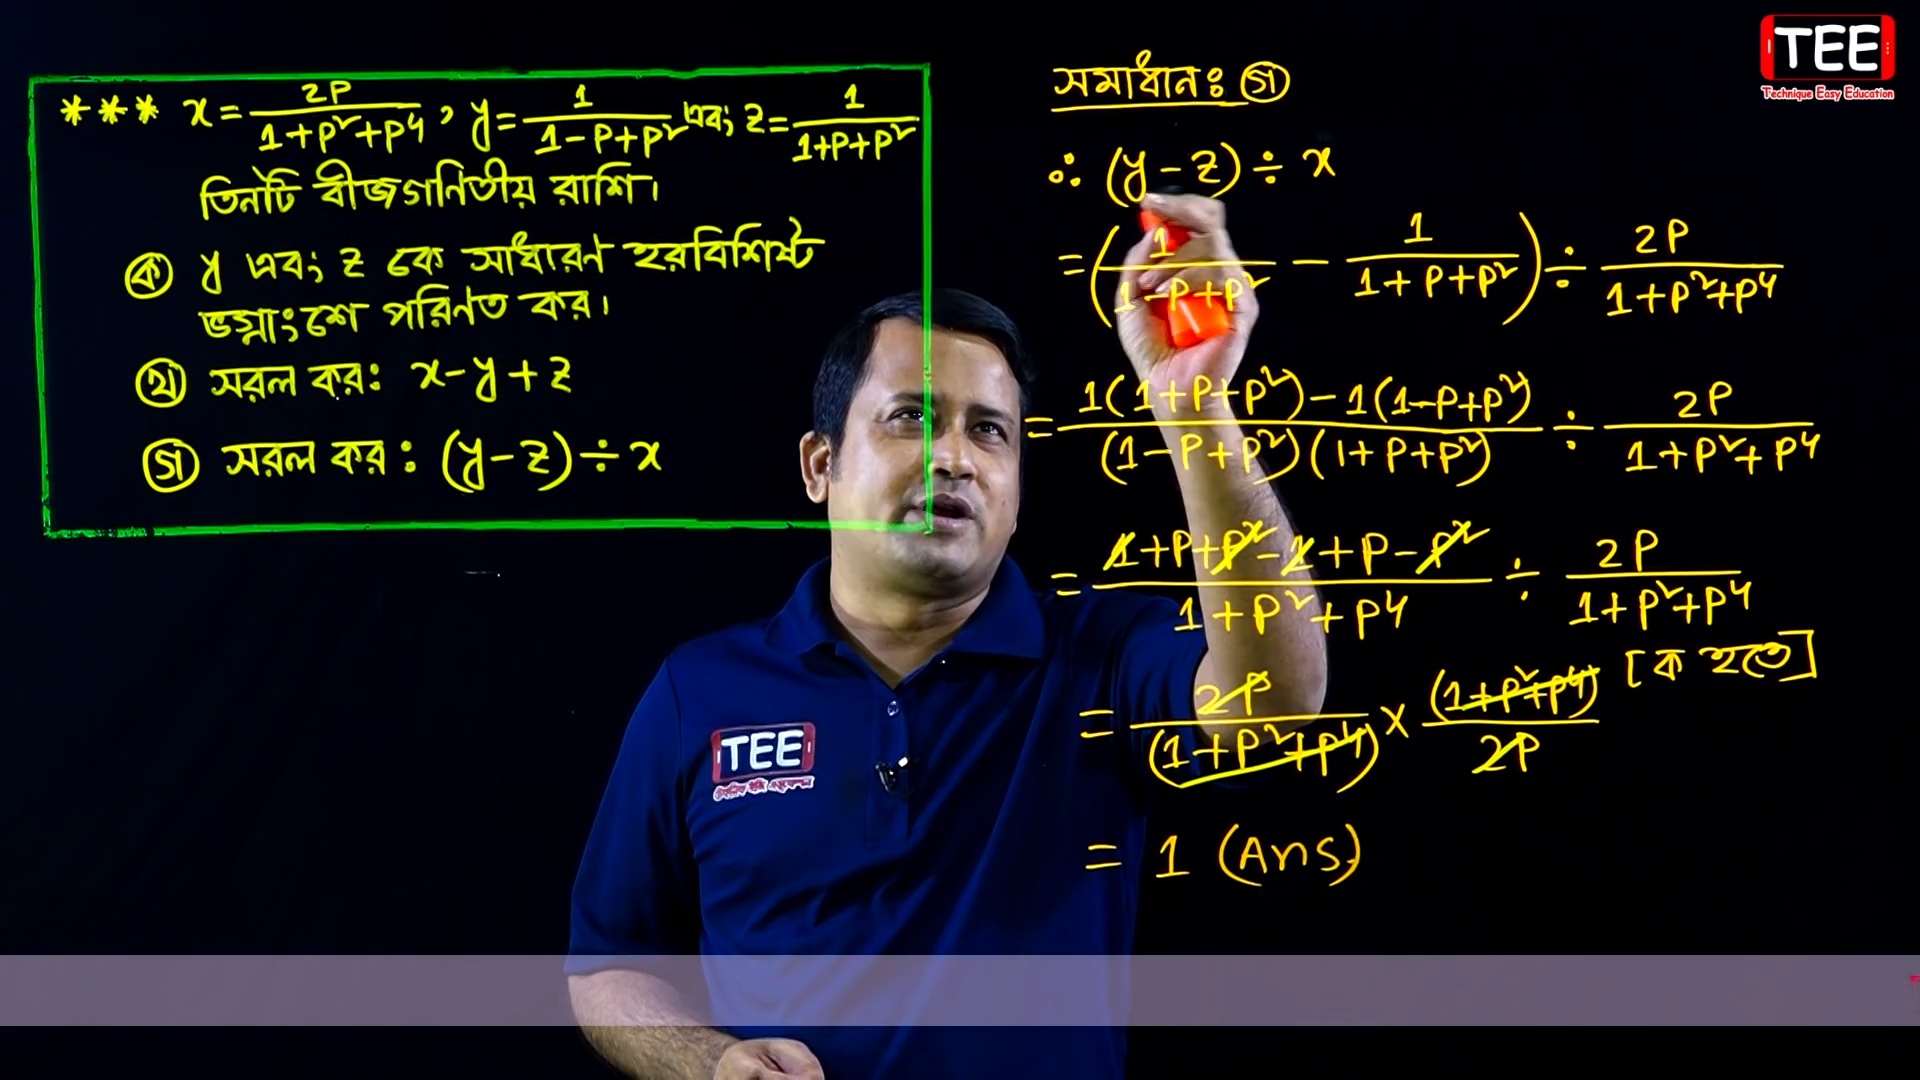 TEE
Technique Easy Education
*** x = 2P/(1+P²+P⁴), y = 1/(1-P+P²) এবং z = 1/(1+P+P²)
তিনটি বীজগনিতীয় রাশি।
(ক) y এবং z কে সাধারণ হরবিশিষ্ট
ভগ্নাংশে পরিণত কর।
(খ) সরল কর: x-y+z
(গ) সরল কর: (y-z)÷x
সমাধানঃ (গ)
∴ (y-z)÷x
= (1/(1-P+P²) - 1/(1+P+P²)) ÷ 2P/(1+P²+P⁴)
= (1(1+P+P²)-1(1-P+P²))/((1-P+P²)(1+P+P²)) ÷ 2P/(1+P²+P⁴)
= (1+P+P²-1+P-P²)/(1+P²+P⁴) ÷ 2P/(1+P²+P⁴)
[ক হতে]
= 2P/(1+P²+P⁴) × (1+P²+P⁴)/2P
= 1 (Ans)
TEE